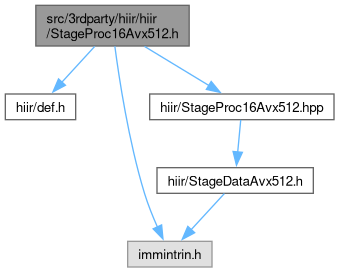 src/3rdparty/hiir/hiir
/StageProc16Avx512.h
hiir/def.h
hiir/StageProc16Avx512.hpp
hiir/StageDataAvx512.h
immintrin.h